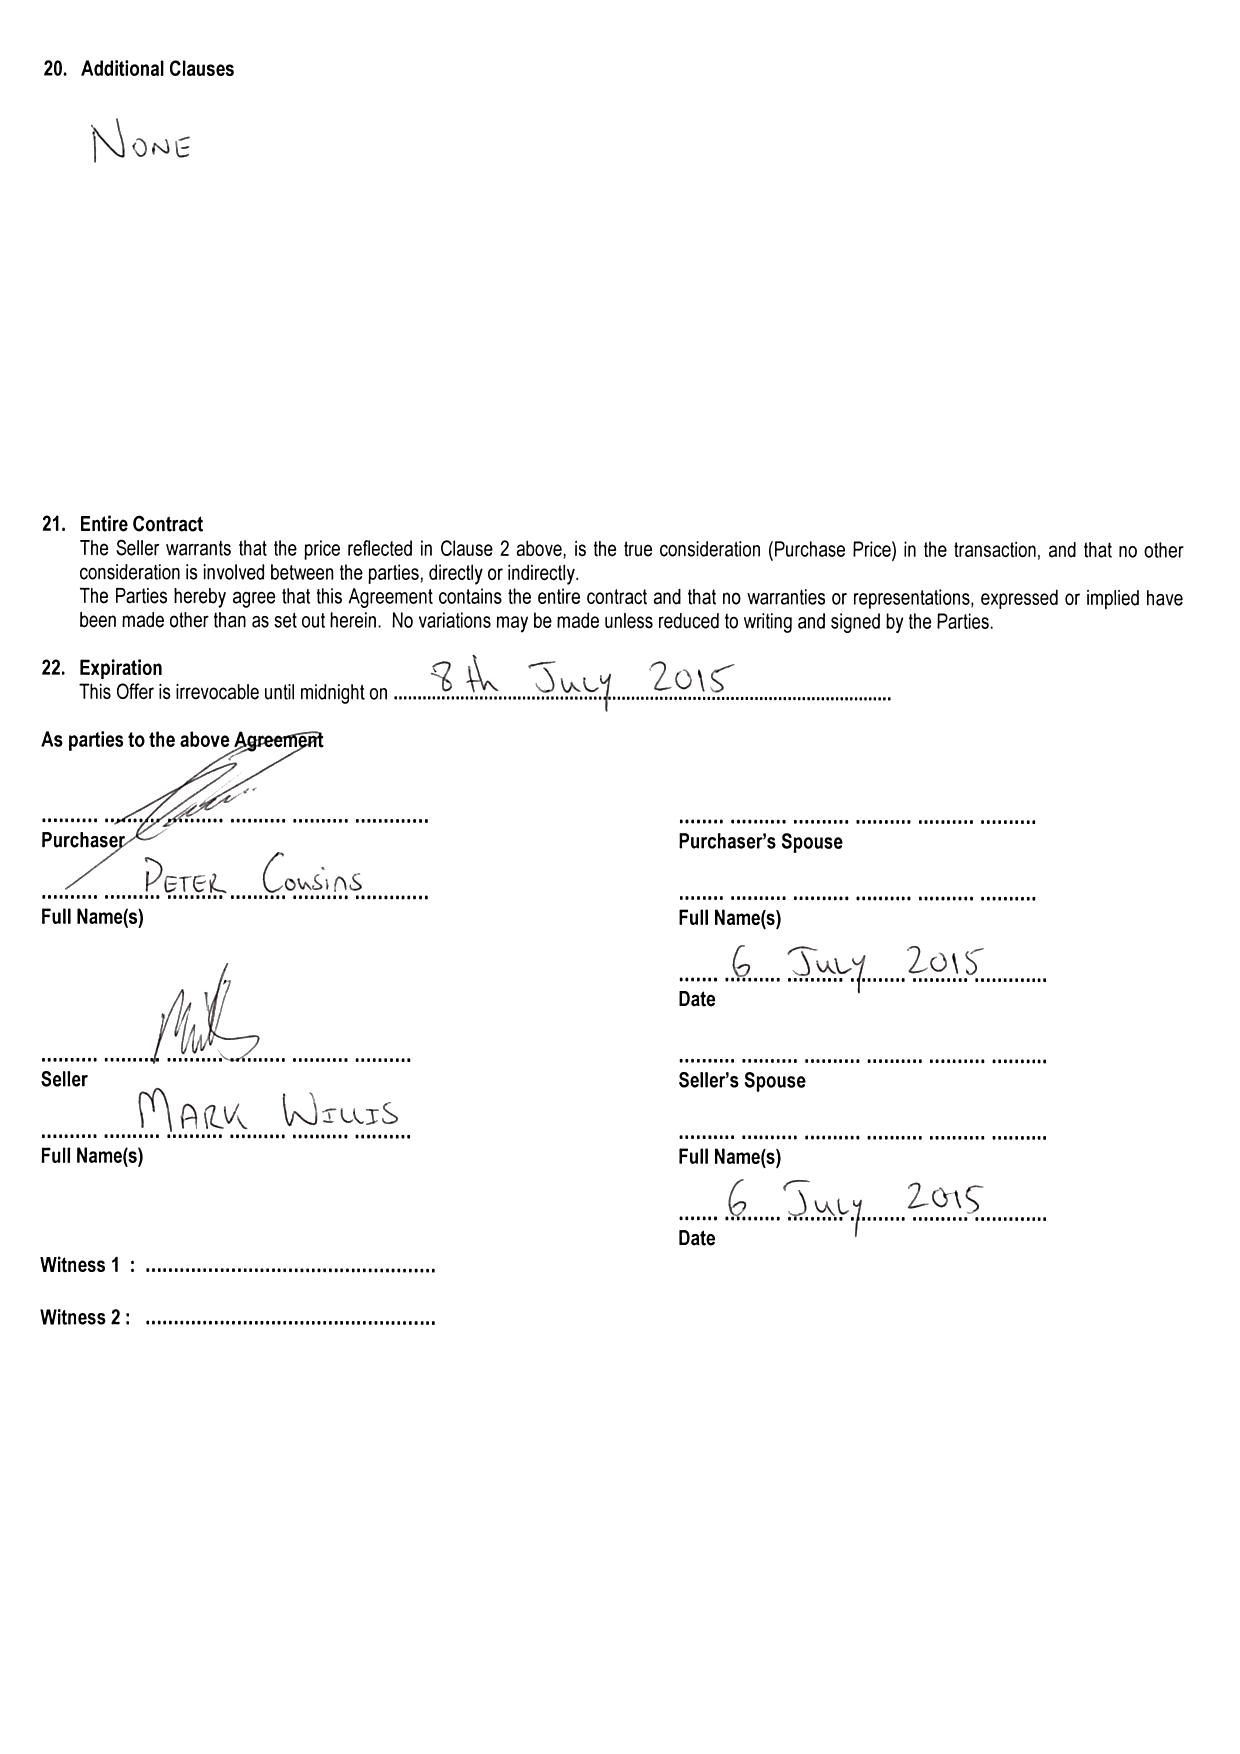 20. Additional Clauses
NONE
21. Entire Contract
The Seller warrants that the price reflected in Clause 2 above, is the true consideration (Purchase Price) in the transaction, and that no other
consideration is involved between the parties, directly or indirectly.
The Parties hereby agree that this Agreement contains the entire contract and that no warranties or representations, expressed or implied have
been made other than as set out herein. No variations may be made unless reduced to writing and signed by the Parties.
22. Expiration
This Offer is irrevocable until midnight on 8th July 2015
As parties to the above Agreement
Purchaser
PETER Cousins
Full Name(s)
Purchaser's Spouse
Full Name(s)
6 July 2015
Date
Seller
MARK WILLIS
Full Name(s)
Seller's Spouse
Full Name(s)
6 July 2015
Date
Witness 1 :
Witness 2 :